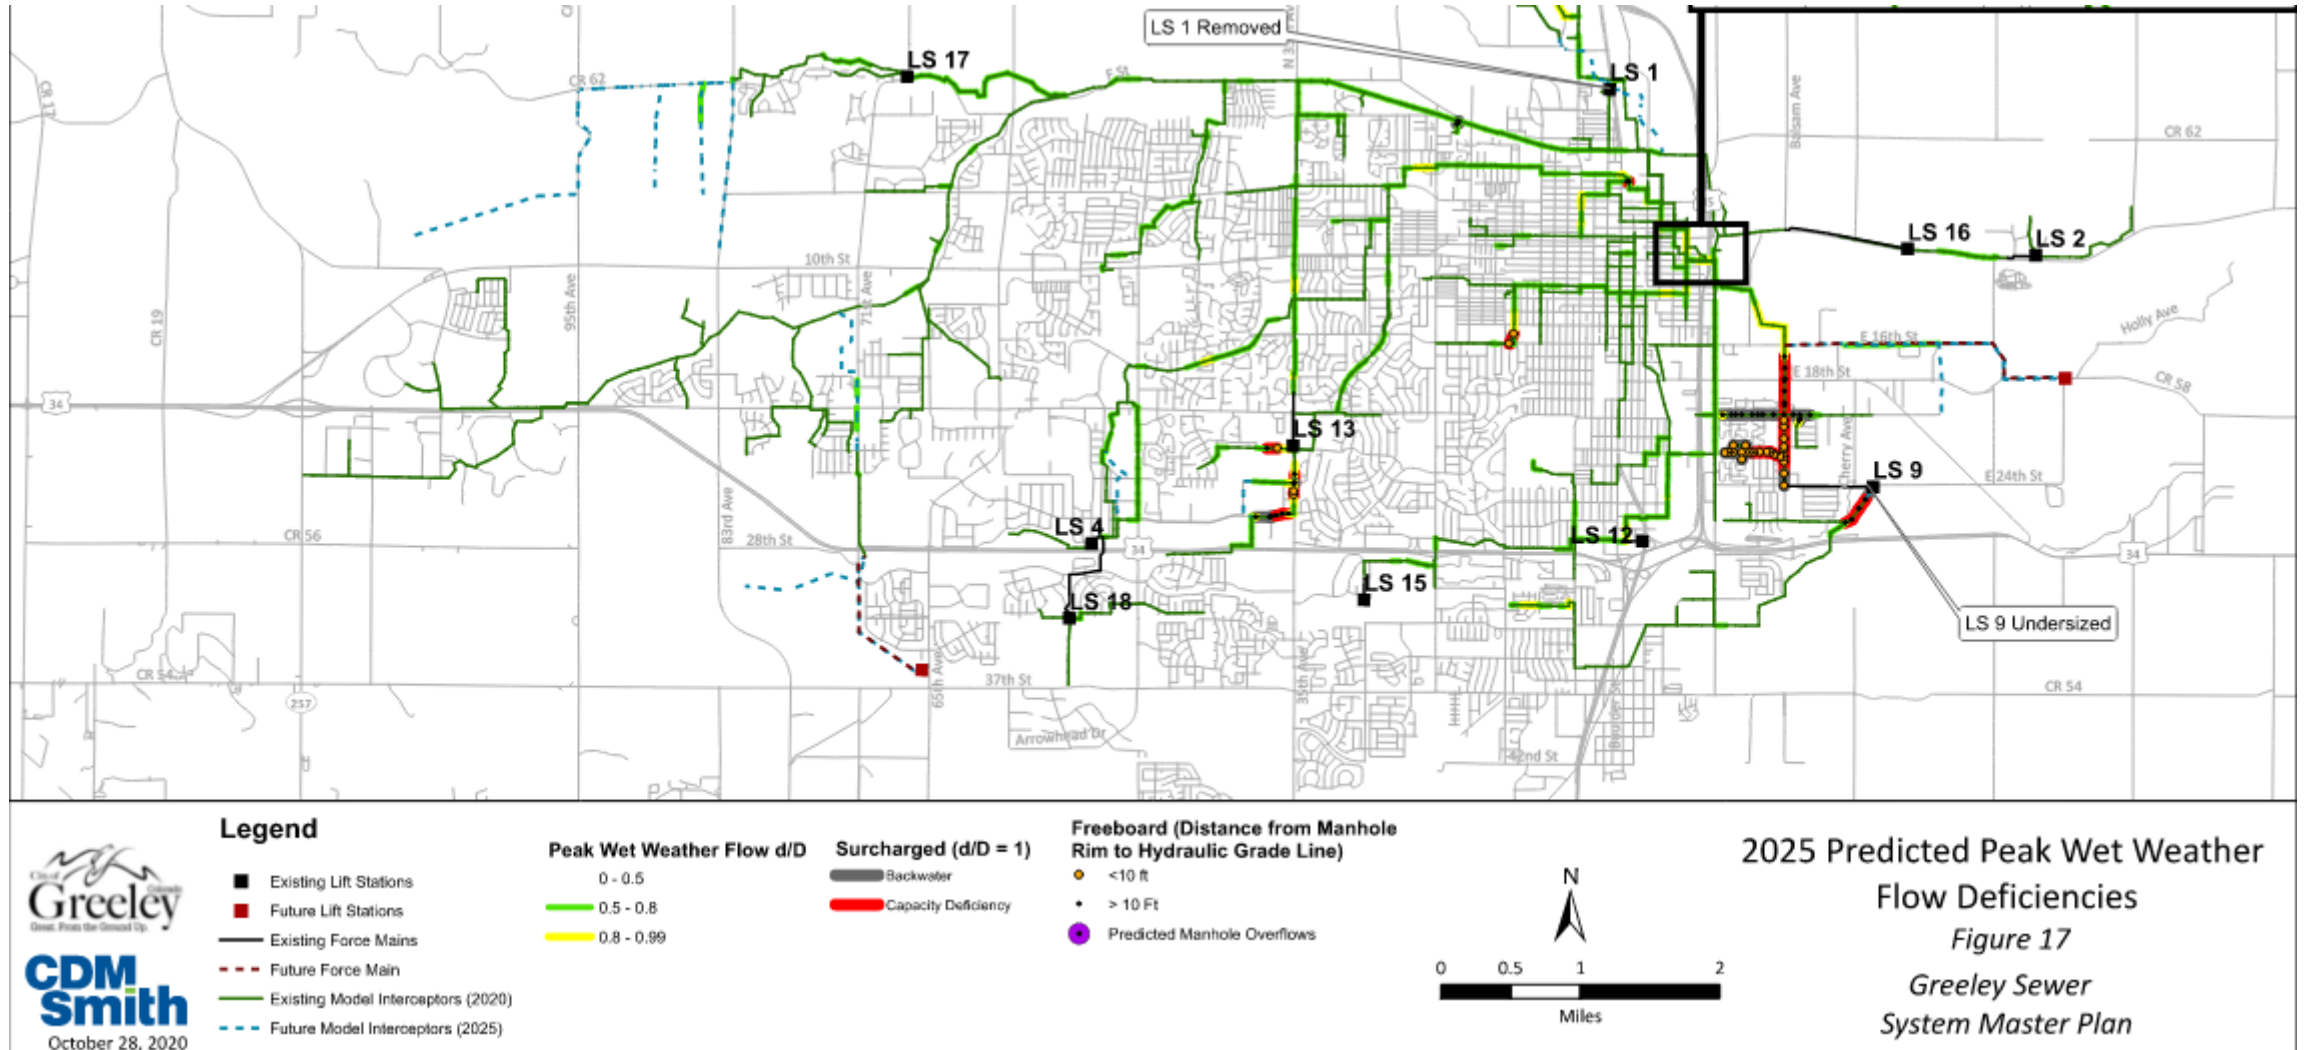 LS 1 Removed
LS 17
LS 1
CR 62
F St
CR 17
Balsam Ave
CR 62
LS 16
LS 2
10th St
95th Ave
71st Ave
CR 19
Holly Ave
E 16th St
E 18th St
CR 58
34
LS 13
Cherry Ave
LS 9
E 24th St
83rd Ave
CR 56
28th St
LS 4
34
LS 12
34
LS 15
LS 18
LS 9 Undersized
65th Ave
35th Ave
CR 54
257
37th St
CR 54
Arrowhead Dr
42nd St
Legend
Existing Lift Stations
Future Lift Stations
Existing Force Mains
Future Force Main
Existing Model Interceptors (2020)
Future Model Interceptors (2025)
Peak Wet Weather Flow d/D
0 - 0.5
0.5 - 0.8
0.8 - 0.99
Surcharged (d/D = 1)
Backwater
Capacity Deficiency
Freeboard (Distance from Manhole
Rim to Hydraulic Grade Line)
<10 ft
> 10 Ft
Predicted Manhole Overflows
N
0 0.5 1 2
Miles
2025 Predicted Peak Wet Weather
Flow Deficiencies
Figure 17
Greeley Sewer
System Master Plan
City of
Greeley
Colorado
Great. From the Ground Up.
CDM
Smith
October 28, 2020